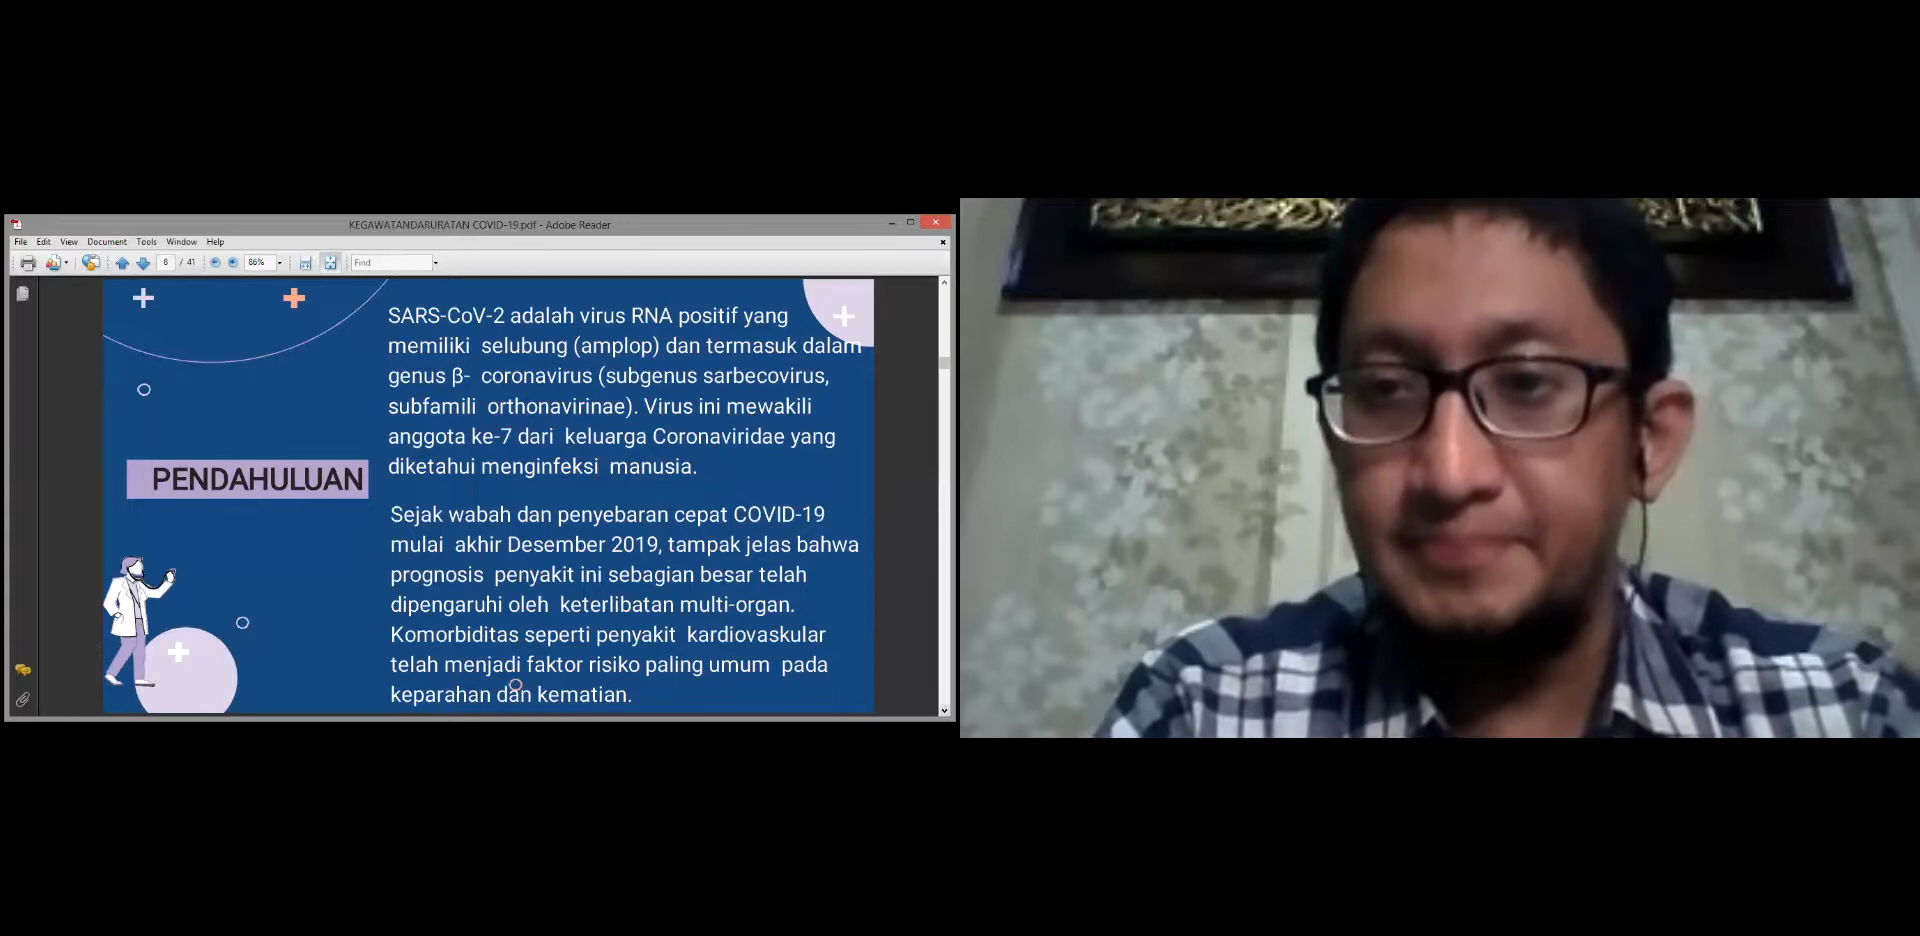 KEGAWATANDARURATAN COVID-19.pdf - Adobe Reader
File Edit View Document Tools Window Help
8 / 41 86% Find
SARS-CoV-2 adalah virus RNA positif yang
memiliki selubung (amplop) dan termasuk dalam
genus β- coronavirus (subgenus sarbecovirus,
subfamili orthonavirinae). Virus ini mewakili
anggota ke-7 dari keluarga Coronaviridae yang
diketahui menginfeksi manusia.
PENDAHULUAN
Sejak wabah dan penyebaran cepat COVID-19
mulai akhir Desember 2019, tampak jelas bahwa
prognosis penyakit ini sebagian besar telah
dipengaruhi oleh keterlibatan multi-organ.
Komorbiditas seperti penyakit kardiovaskular
telah menjadi faktor risiko paling umum pada
keparahan dan kematian.